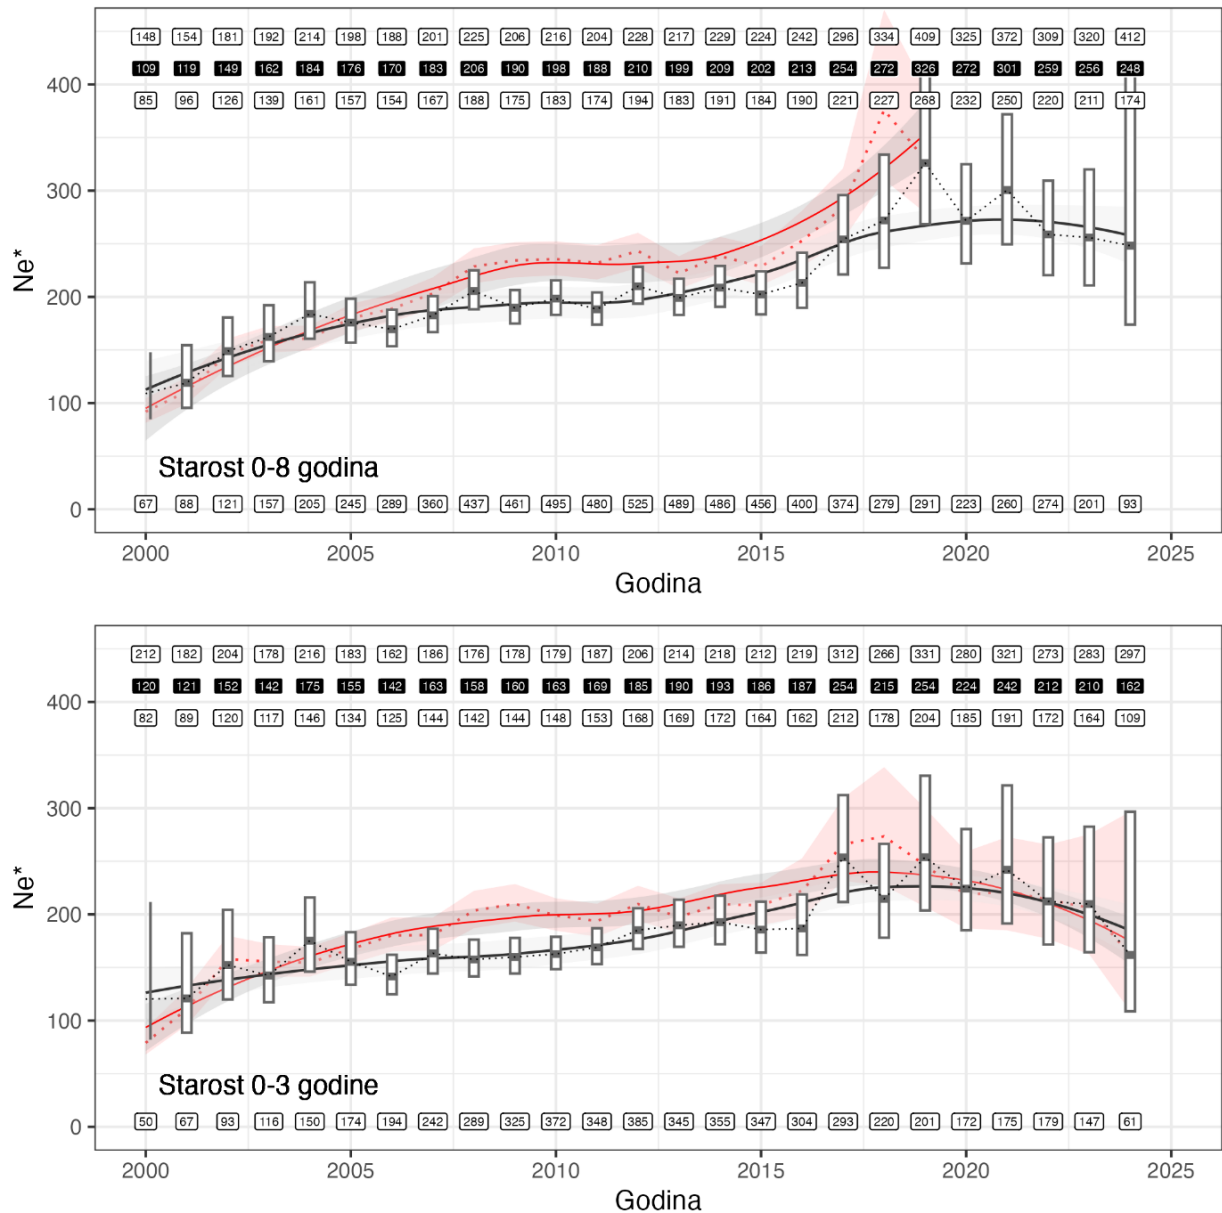 148 154 181 192 214 198 188 201 225 206 216 204 228 217 229 224 242 296 334 409 325 372 309 320 412
109 119 149 162 184 176 170 183 206 190 198 188 210 199 209 202 213 254 272 326 272 301 259 256 248
85 96 126 139 161 157 154 167 188 175 183 174 194 183 191 184 190 221 227 268 232 250 220 211 174
400
300
200
100
0
Ne*
Starost 0-8 godina
67 88 121 157 205 245 289 360 437 461 495 480 525 489 486 456 400 374 279 291 223 260 274 201 93
2000 2005 2010 2015 2020 2025
Godina
212 182 204 178 216 183 162 186 176 178 179 187 206 214 218 212 219 312 266 331 280 321 273 283 297
120 121 152 142 175 155 142 163 158 160 163 169 185 190 193 186 187 254 215 254 224 242 212 210 162
82 89 120 117 146 134 125 144 142 144 148 153 168 169 172 164 162 212 178 204 185 191 172 164 109
400
300
200
100
0
Ne*
Starost 0-3 godine
50 67 93 116 150 174 194 242 289 325 372 348 385 345 355 347 304 293 220 201 172 175 179 147 61
2000 2005 2010 2015 2020 2025
Godina